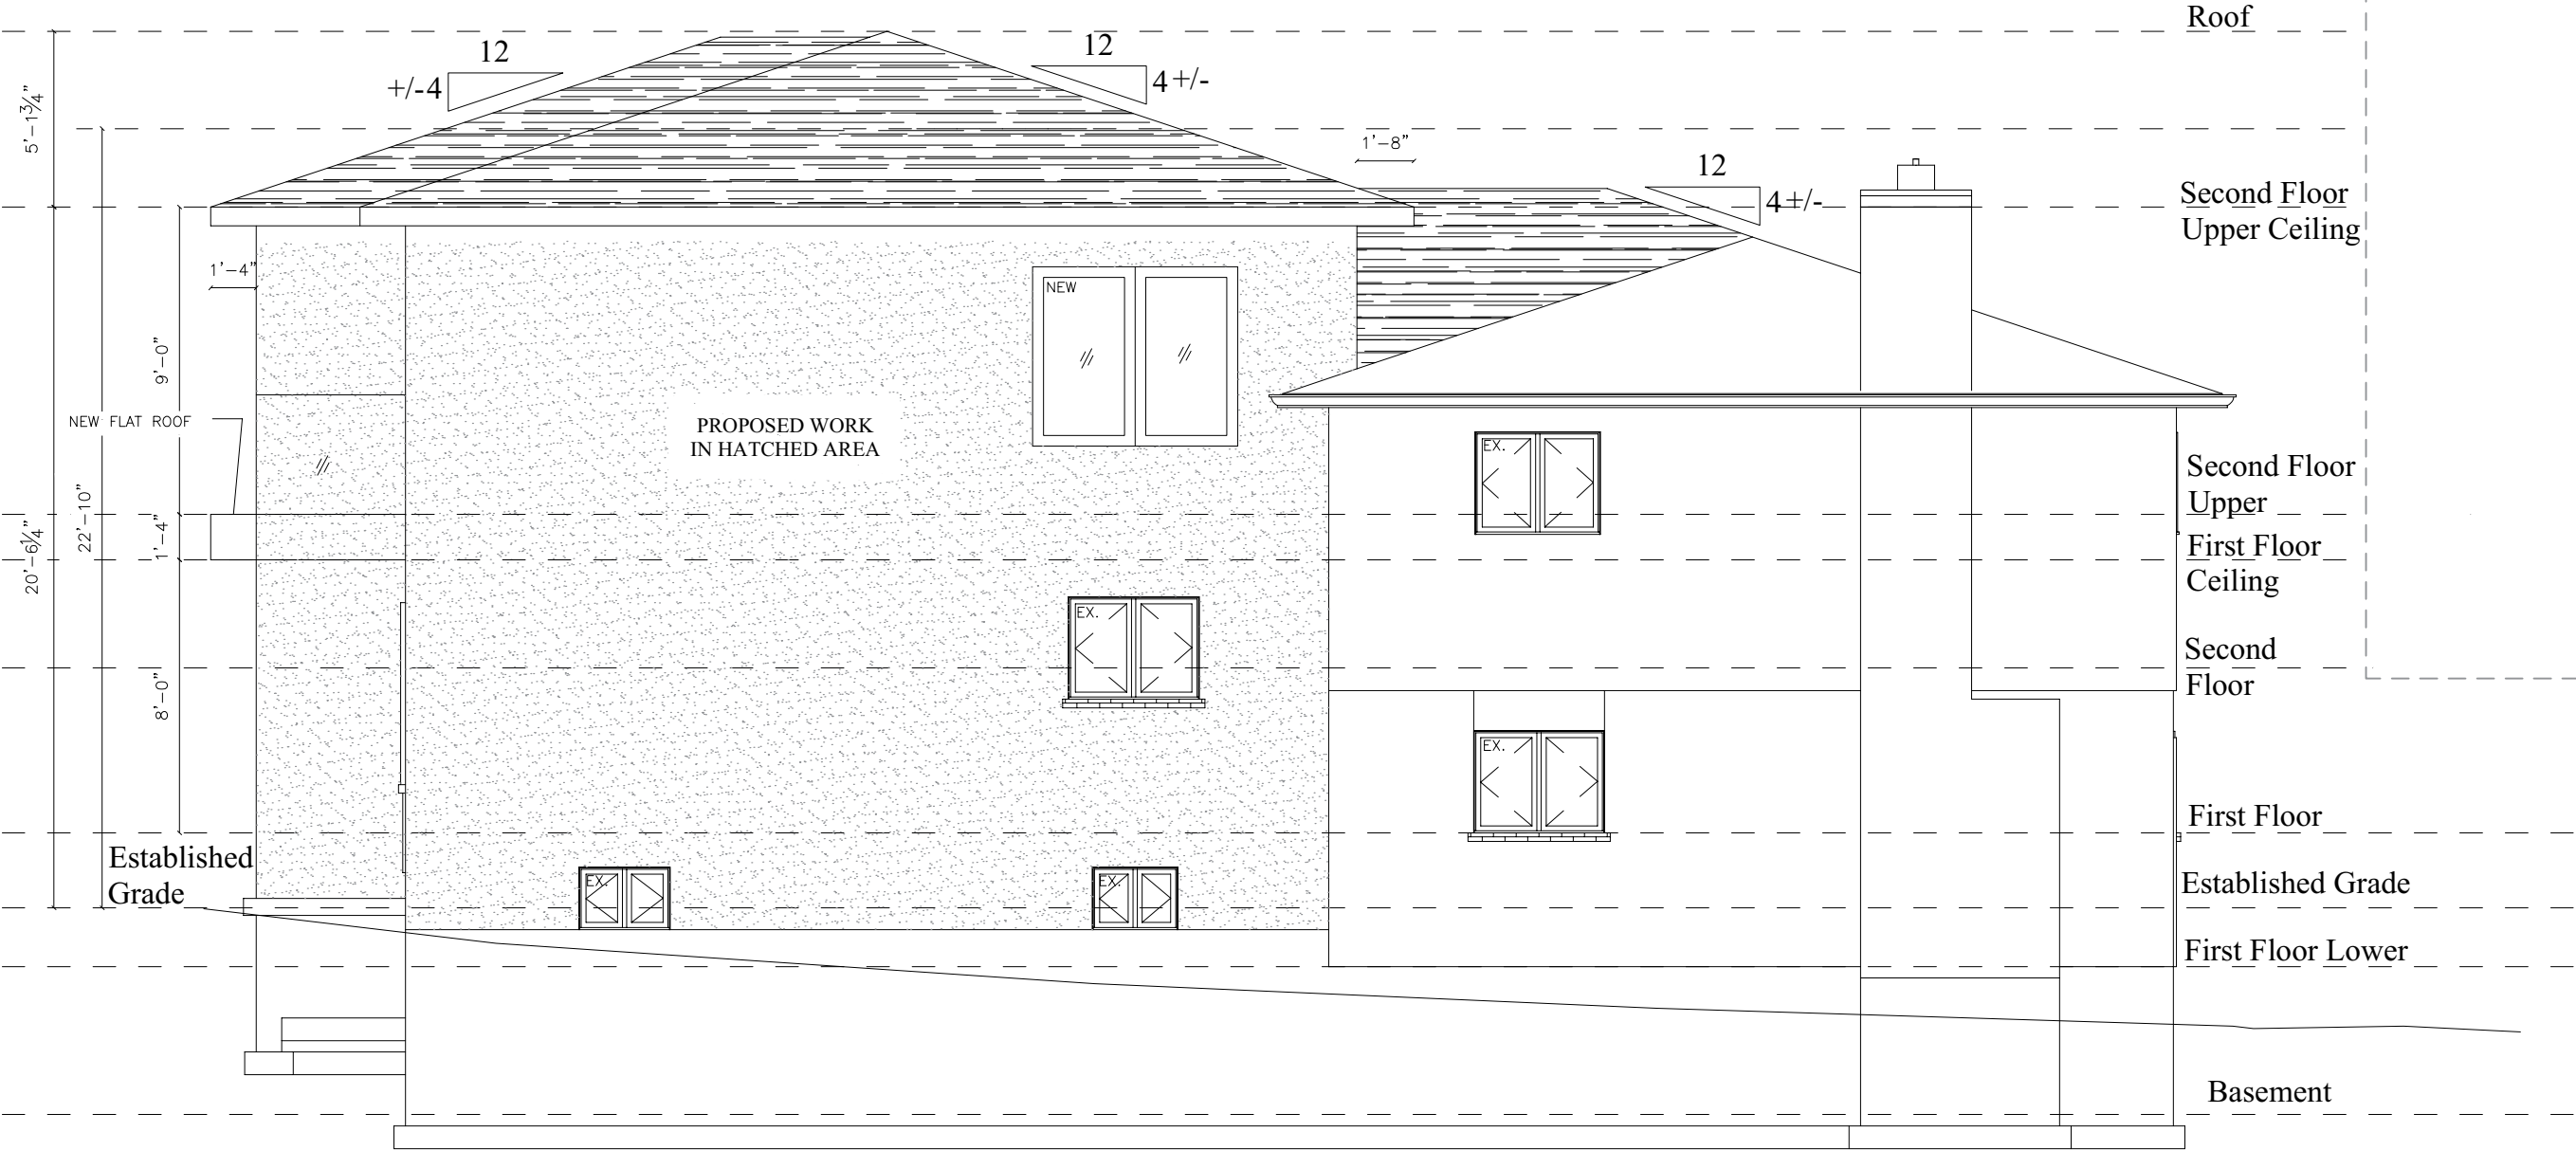 Roof
12
+/-4
12
4 +/-
5'-1¾"
1'-8"
12
4 +/-
Second Floor
Upper Ceiling
1'-4"
NEW
9'-0"
NEW FLAT ROOF
PROPOSED WORK
IN HATCHED AREA
EX.
Second Floor
Upper
22'-10"
20'-6¼"
1'-4"
First Floor
Ceiling
EX.
Second
Floor
8'-0"
EX.
First Floor
Established
Grade
EX.
EX.
Established Grade
First Floor Lower
Basement